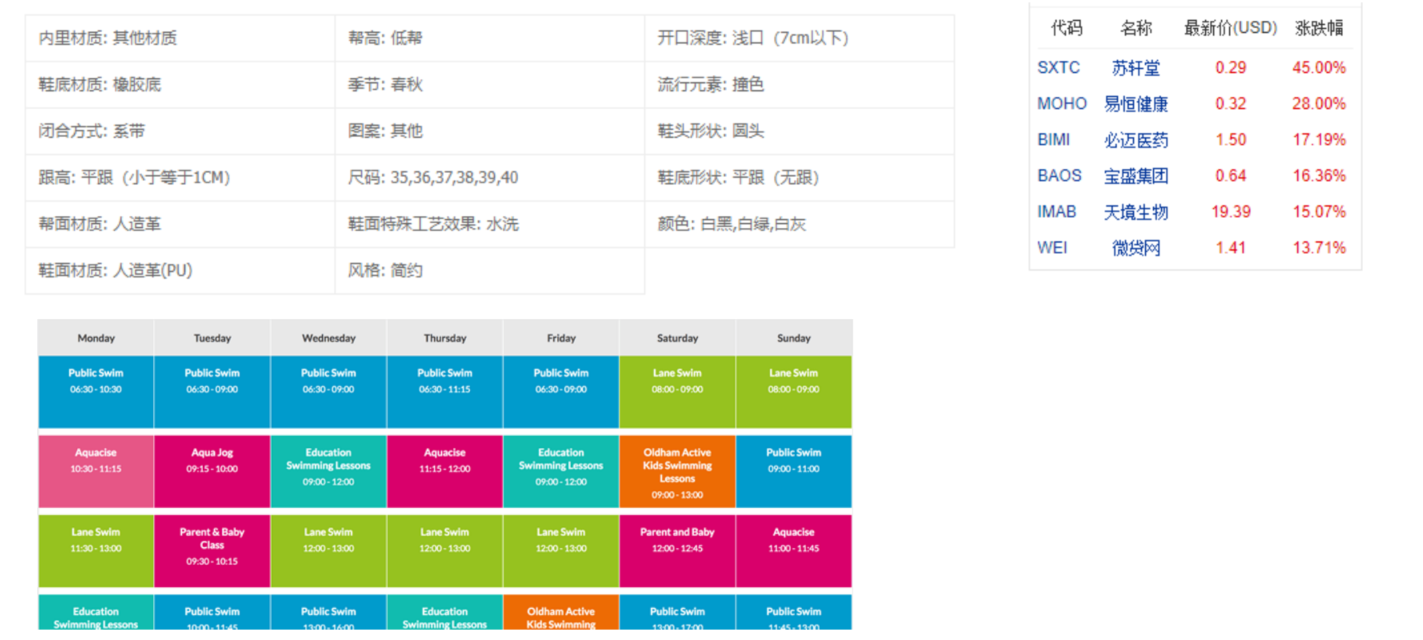 内里材质: 其他材质 帮高: 低帮 开口深度: 浅口（7cm以下）
鞋底材质: 橡胶底 季节: 春秋 流行元素: 撞色
闭合方式: 系带 图案: 其他 鞋头形状: 圆头
跟高: 平跟（小于等于1CM） 尺码: 35,36,37,38,39,40 鞋底形状: 平跟（无跟）
帮面材质: 人造革 鞋面特殊工艺效果: 水洗 颜色: 白黑,白绿,白灰
鞋面材质: 人造革(PU) 风格: 简约
代码 名称 最新价(USD) 涨跌幅
SXTC 苏轩堂 0.29 45.00%
MOHO 易恒健康 0.32 28.00%
BIMI 必迈医药 1.50 17.19%
BAOS 宝盛集团 0.64 16.36%
IMAB 天境生物 19.39 15.07%
WEI 微贷网 1.41 13.71%
Monday Tuesday Wednesday Thursday Friday Saturday Sunday
Public Swim Public Swim Public Swim Public Swim Public Swim Lane Swim Lane Swim
06:30 - 10:30 06:30 - 09:00 06:30 - 09:00 06:30 - 11:15 06:30 - 09:00 08:00 - 09:00 08:00 - 09:00
Aquacise
10:30 - 11:15
Aqua Jog
09:15 - 10:00
Education
Swimming Lessons
09:00 - 12:00
Aquacise
11:15 - 12:00
Education
Swimming Lessons
09:00 - 12:00
Oldham Active
Kids Swimming
Lessons
09:00 - 13:00
Public Swim
09:00 - 11:00
Lane Swim
11:30 - 13:00
Parent & Baby
Class
09:30 - 10:15
Lane Swim
12:00 - 13:00
Lane Swim
12:00 - 13:00
Lane Swim
12:00 - 13:00
Parent and Baby
12:00 - 12:45
Aquacise
11:00 - 11:45
Education
Swimming Lessons
Public Swim
10:00 - 11:45
Public Swim
13:00 - 16:00
Education
Swimming Lessons
Oldham Active
Kids Swimming
Public Swim
13:00 - 17:00
Public Swim
11:45 - 13:00